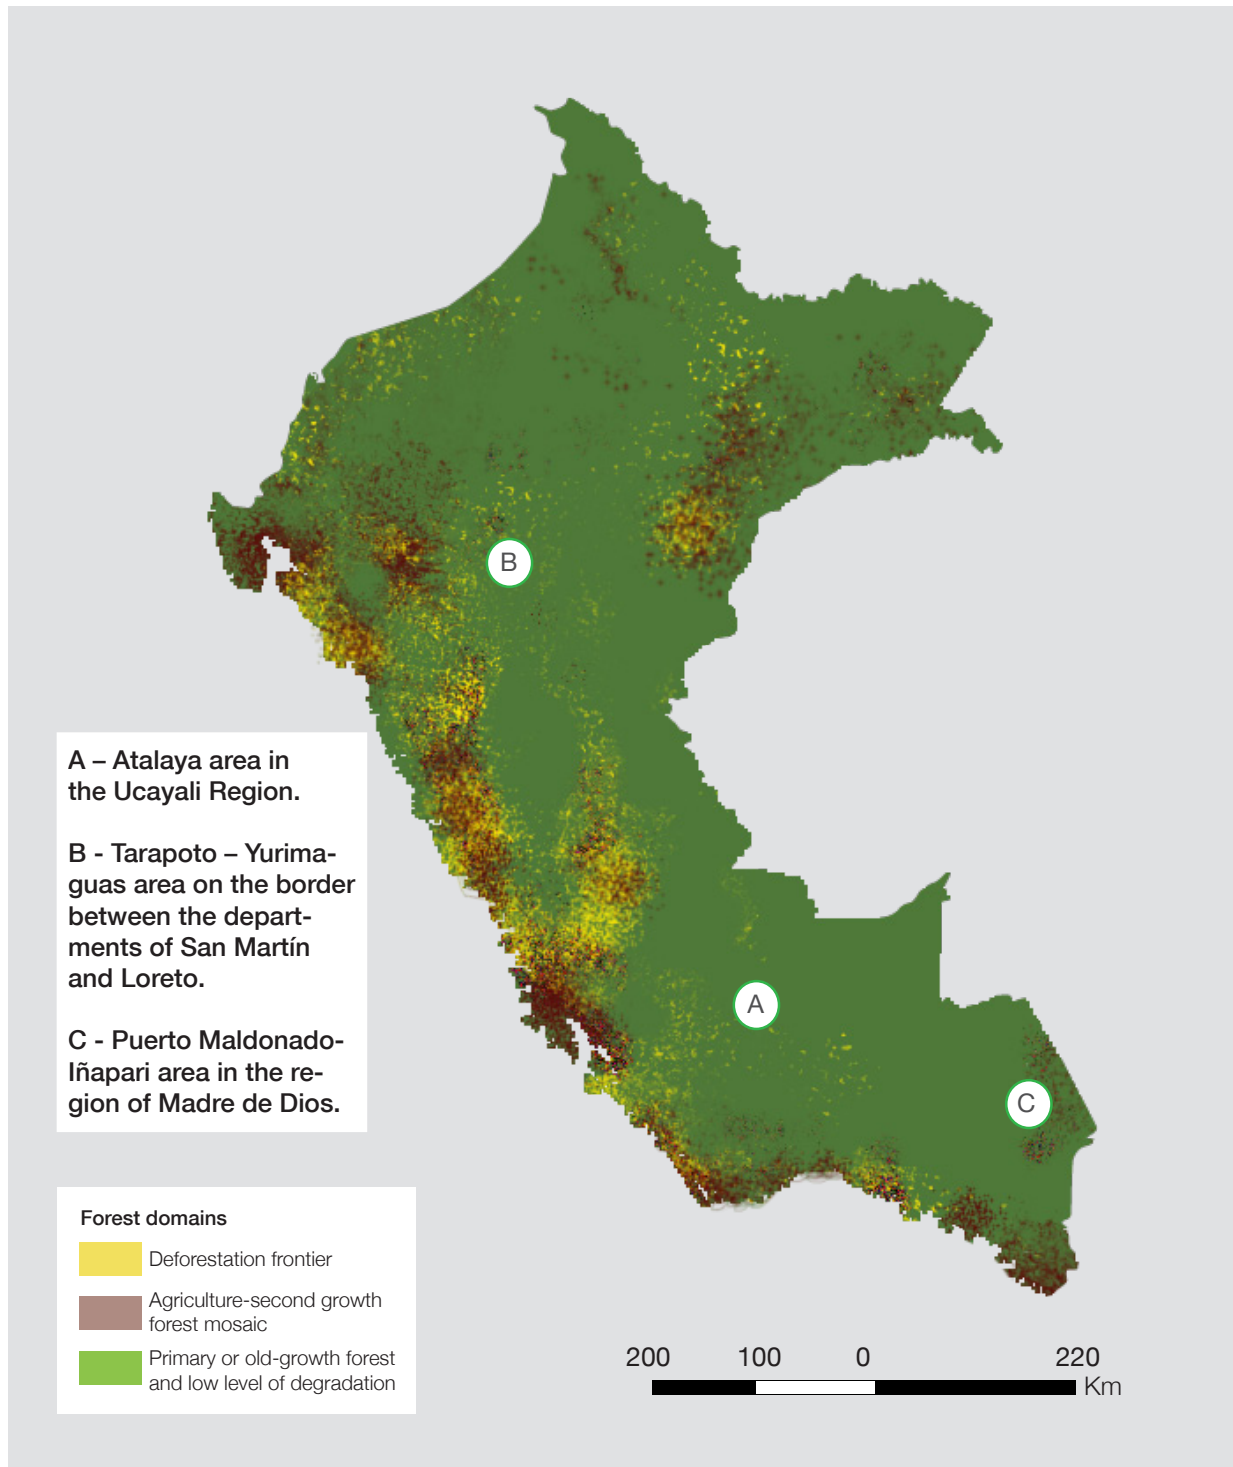 B
A
C
A – Atalaya area in
the Ucayali Region.
B - Tarapoto – Yurima-
guas area on the border
between the depart-
ments of San Martín
and Loreto.
C - Puerto Maldonado-
Iñapari area in the re-
gion of Madre de Dios.
Forest domains
Deforestation frontier
Agriculture-second growth
forest mosaic
Primary or old-growth forest
and low level of degradation
200 100 0 220
Km